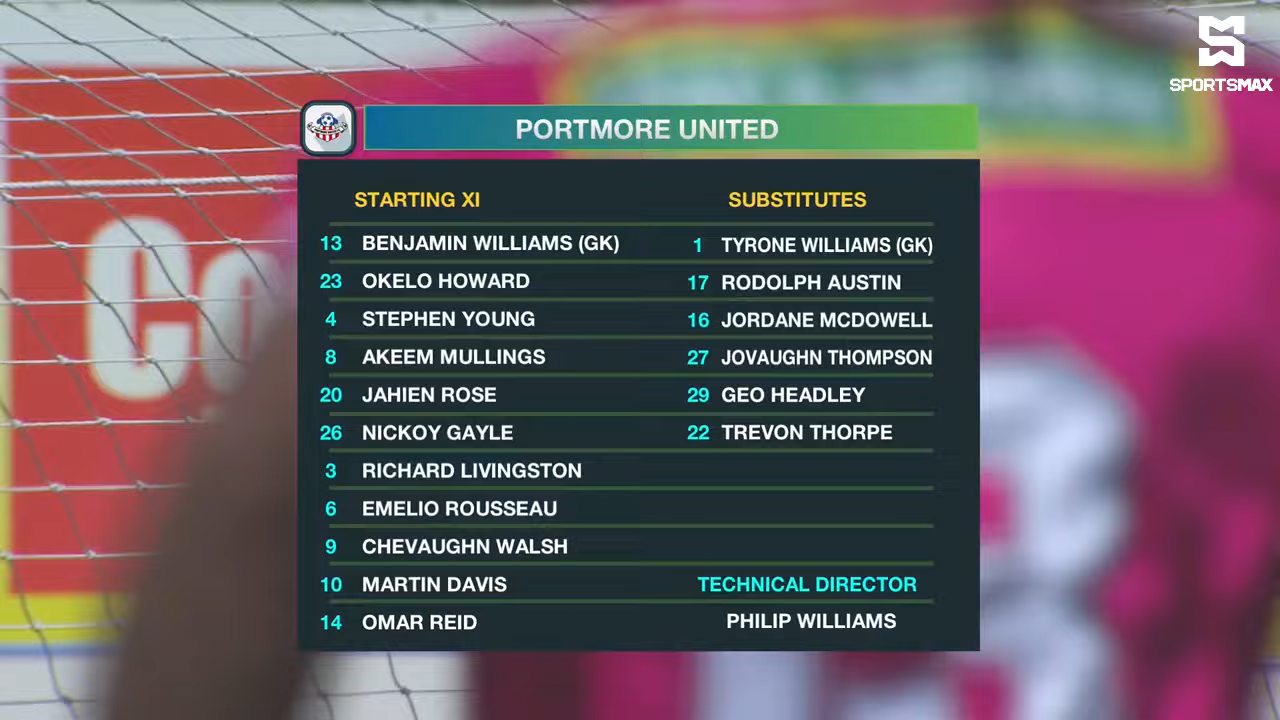 SPORTSMAX
PORTMORE UNITED
STARTING XI
13 BENJAMIN WILLIAMS (GK)
23 OKELO HOWARD
4 STEPHEN YOUNG
8 AKEEM MULLINGS
20 JAHIEN ROSE
26 NICKOY GAYLE
3 RICHARD LIVINGSTON
6 EMELIO ROUSSEAU
9 CHEVAUGHN WALSH
10 MARTIN DAVIS
14 OMAR REID
SUBSTITUTES
1 TYRONE WILLIAMS (GK)
17 RODOLPH AUSTIN
16 JORDANE MCDOWELL
27 JOVAUGHN THOMPSON
29 GEO HEADLEY
22 TREVON THORPE
TECHNICAL DIRECTOR
PHILIP WILLIAMS
Co